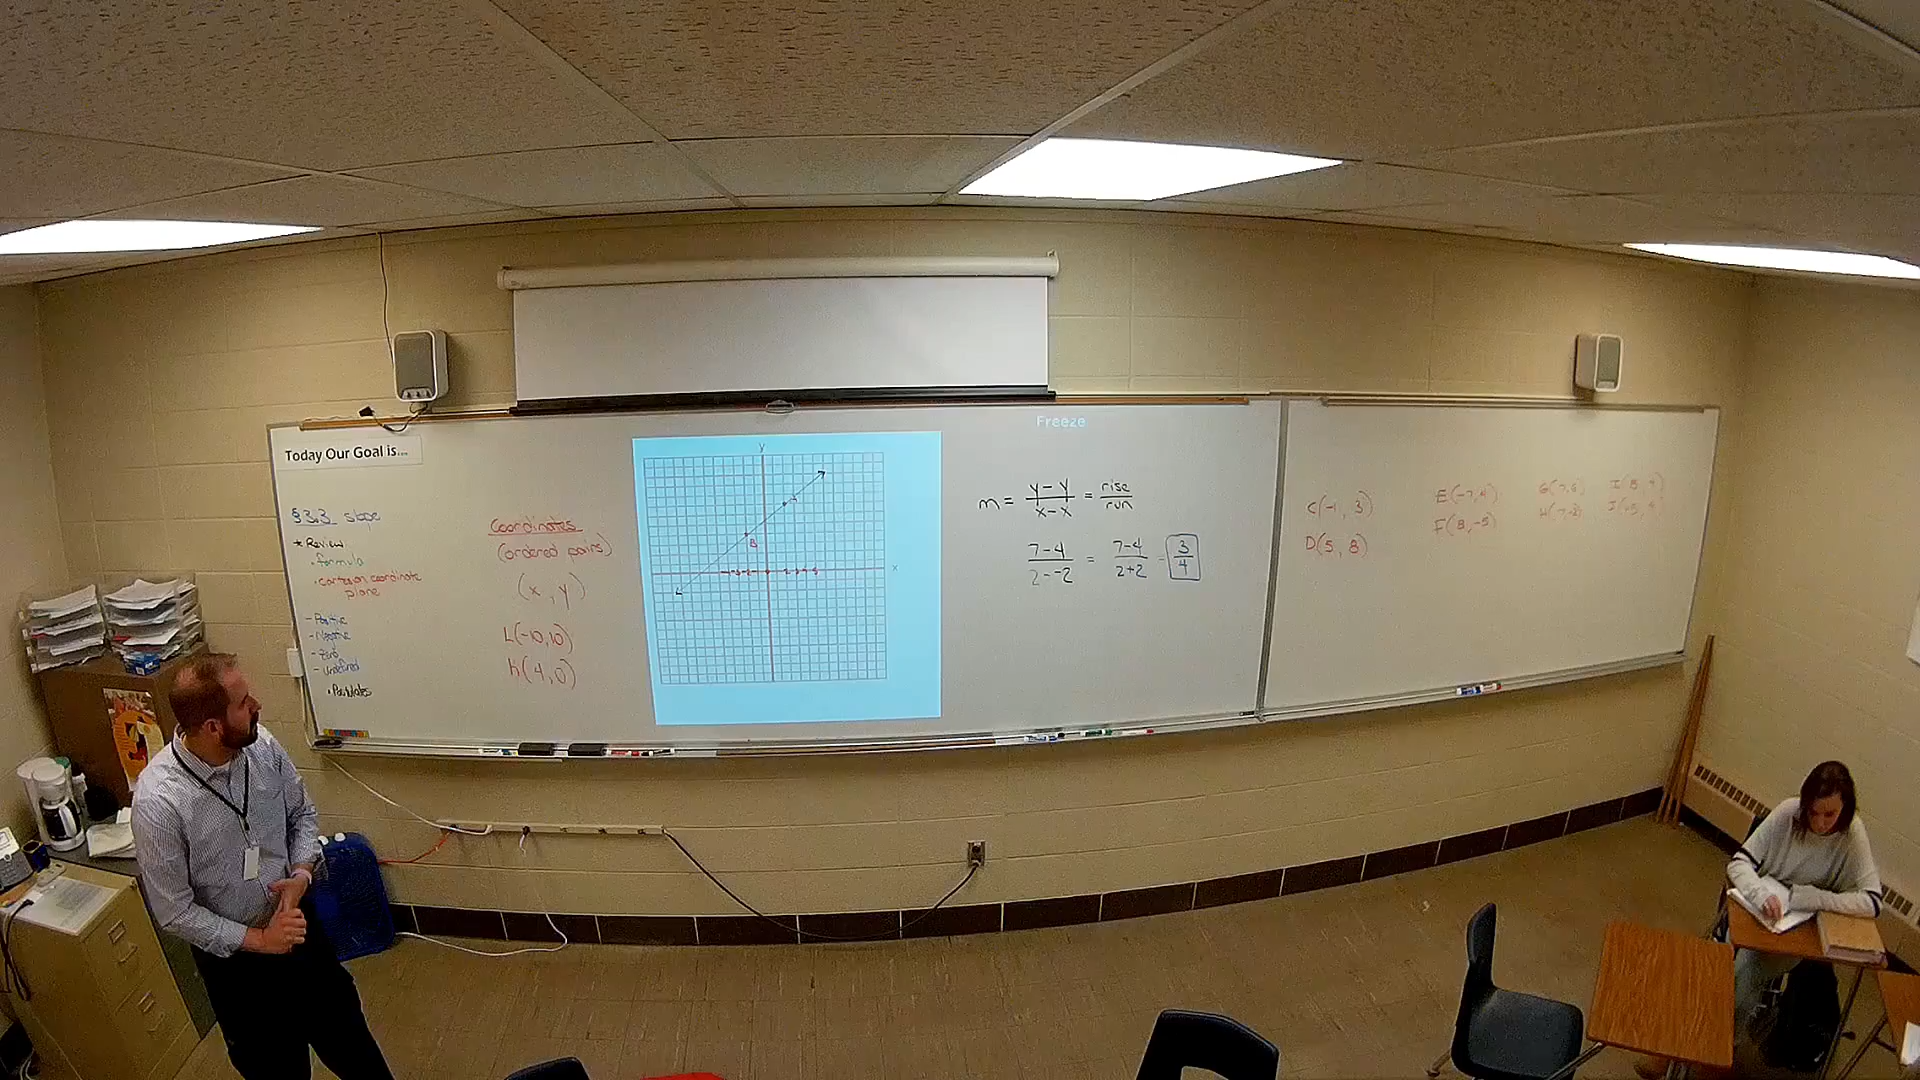 Freeze
Today Our Goal is...
§3.3 slope
* Review
• formula
• cartesian coordinate
plane
- Positive
- Negative
- Zero
- Undefined
Coordinates
(ordered pairs)
(x, y)
L(-10,10)
K(4,0)
y
A
B
x
m = y-y / x-x = rise / run
7-4 / 2--2 = 7-4 / 2+2 = 3/4
C(-1, 3)
D(5, 8)
E(-7,4)
F(3,-5)